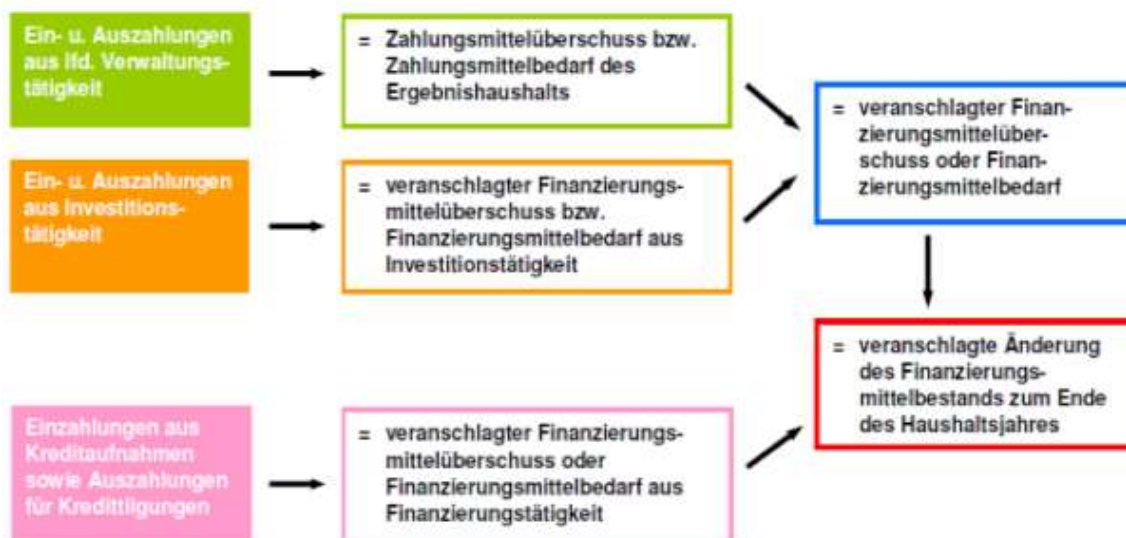 Ein- u. Auszahlungen
aus lfd. Verwaltungs-
tätigkeit
= Zahlungsmittelüberschuss bzw.
Zahlungsmittelbedarf des
Ergebnishaushalts
Ein- u. Auszahlungen
aus Investitions-
tätigkeit
= veranschlagter Finanzierungs-
mittelüberschuss bzw.
Finanzierungsmittelbedarf aus
Investitionstätigkeit
= veranschlagter Finan-
zierungsmittelüber-
schuss oder Finan-
zierungsmittelbedarf
Einzahlungen aus
Kreditaufnahmen
sowie Auszahlungen
für Kredittilgungen
= veranschlagter Finanzierungs-
mittelüberschuss oder
Finanzierungsmittelbedarf aus
Finanzierungstätigkeit
= veranschlagte Änderung
des Finanzierungs-
mittelbestands zum Ende
des Haushaltsjahres